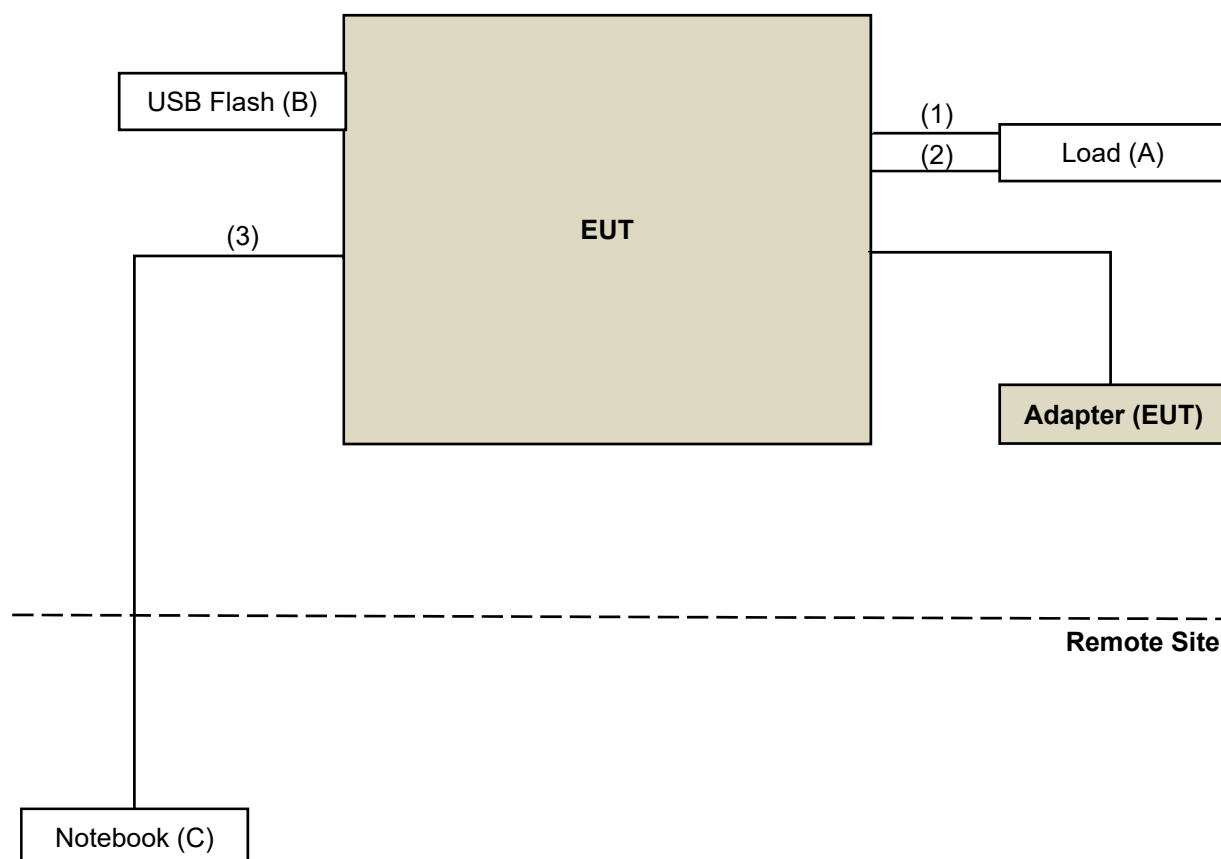 USB Flash (B)
(1)
Load (A)
(2)
EUT
(3)
Adapter (EUT)
Remote Site
Notebook (C)